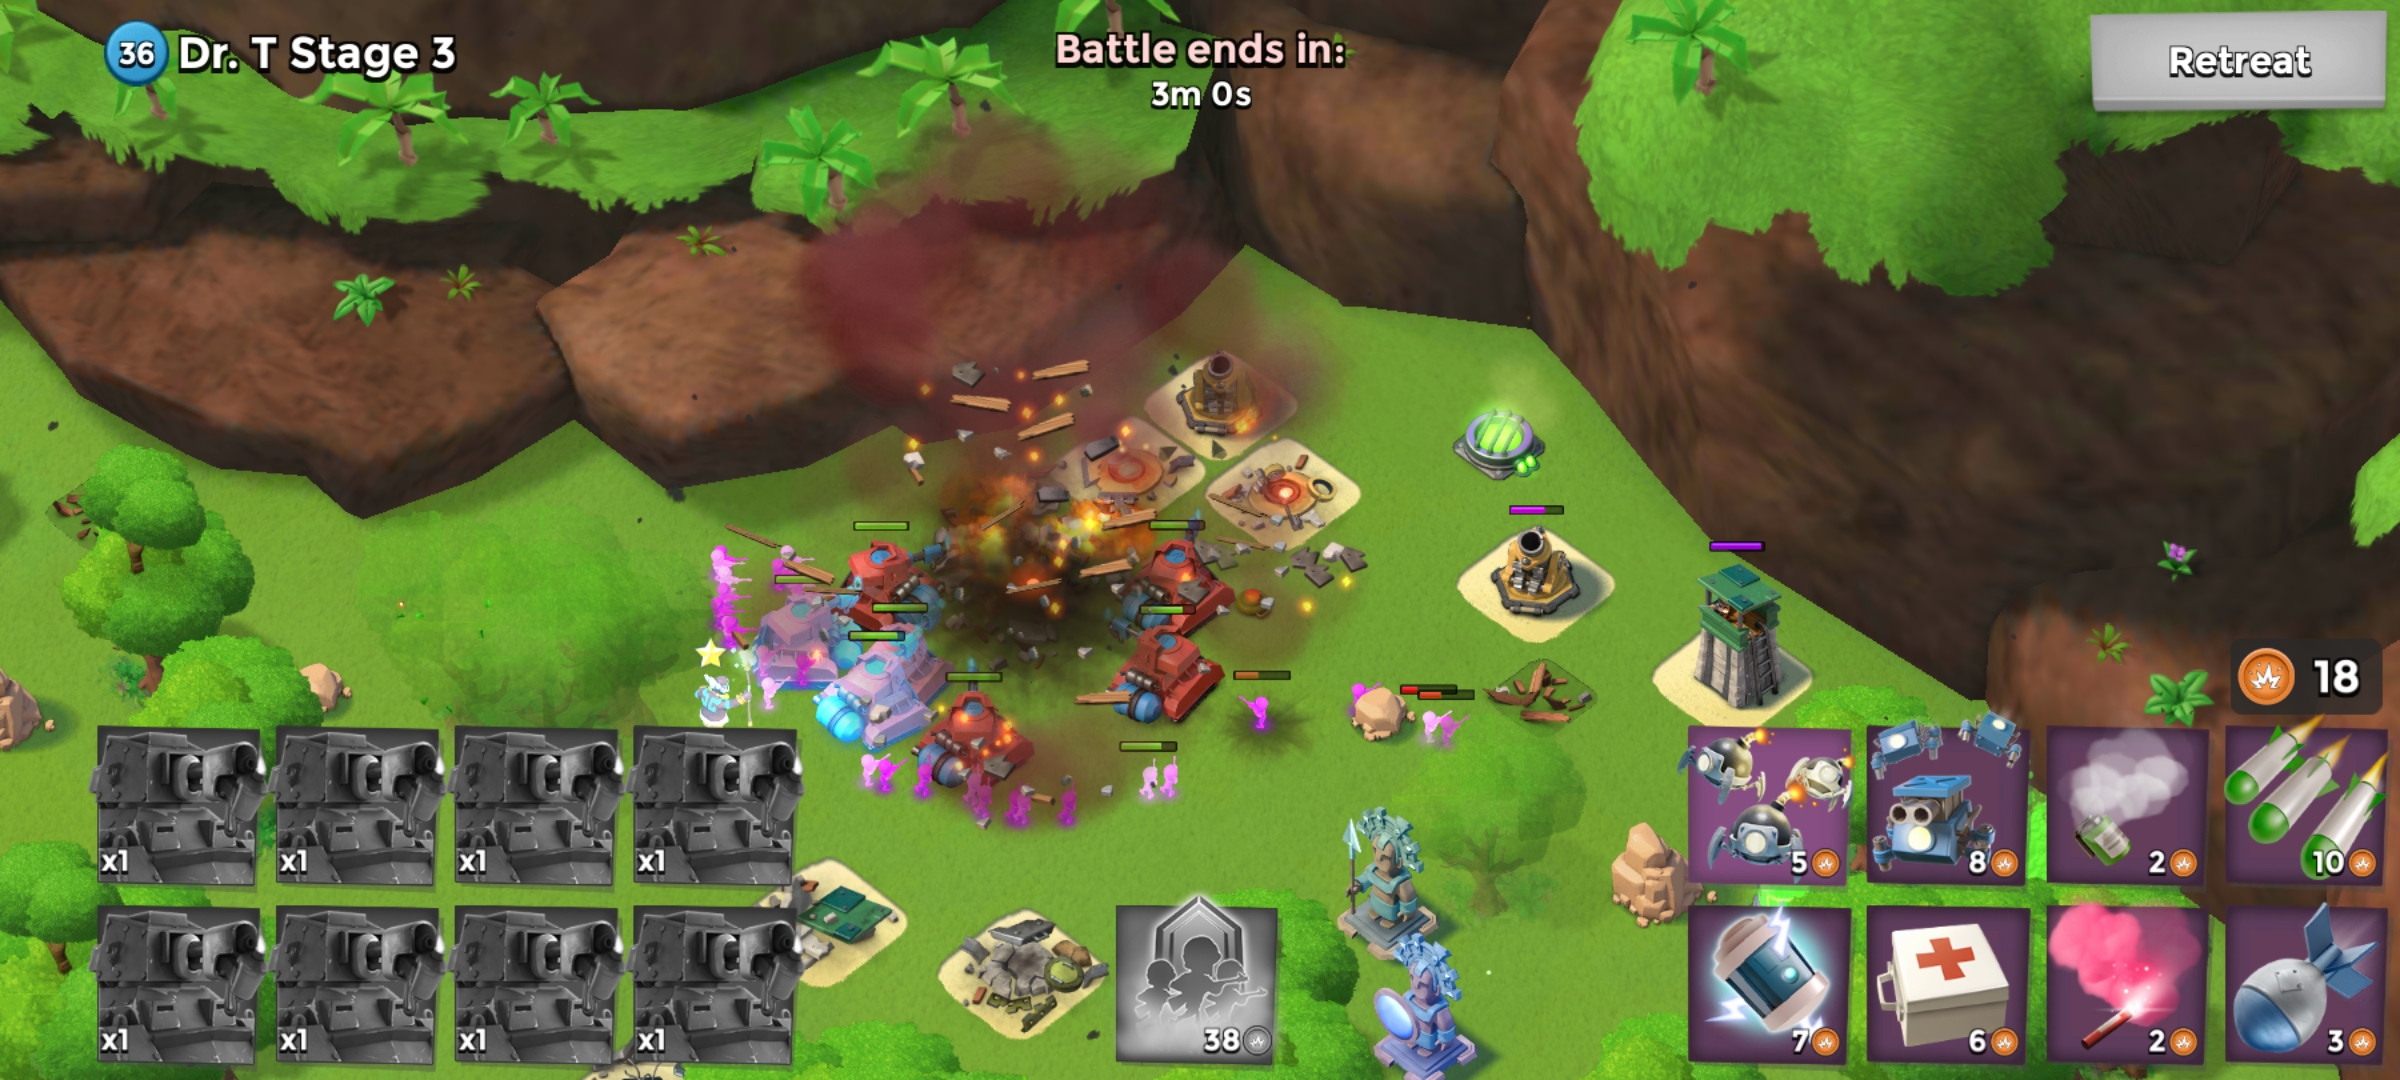 36 Dr. T Stage 3
Battle ends in:
3m 0s
Retreat
18
x1 x1 x1 x1
5 8 2 10
x1 x1 x1 x1
38
7 6 2 3